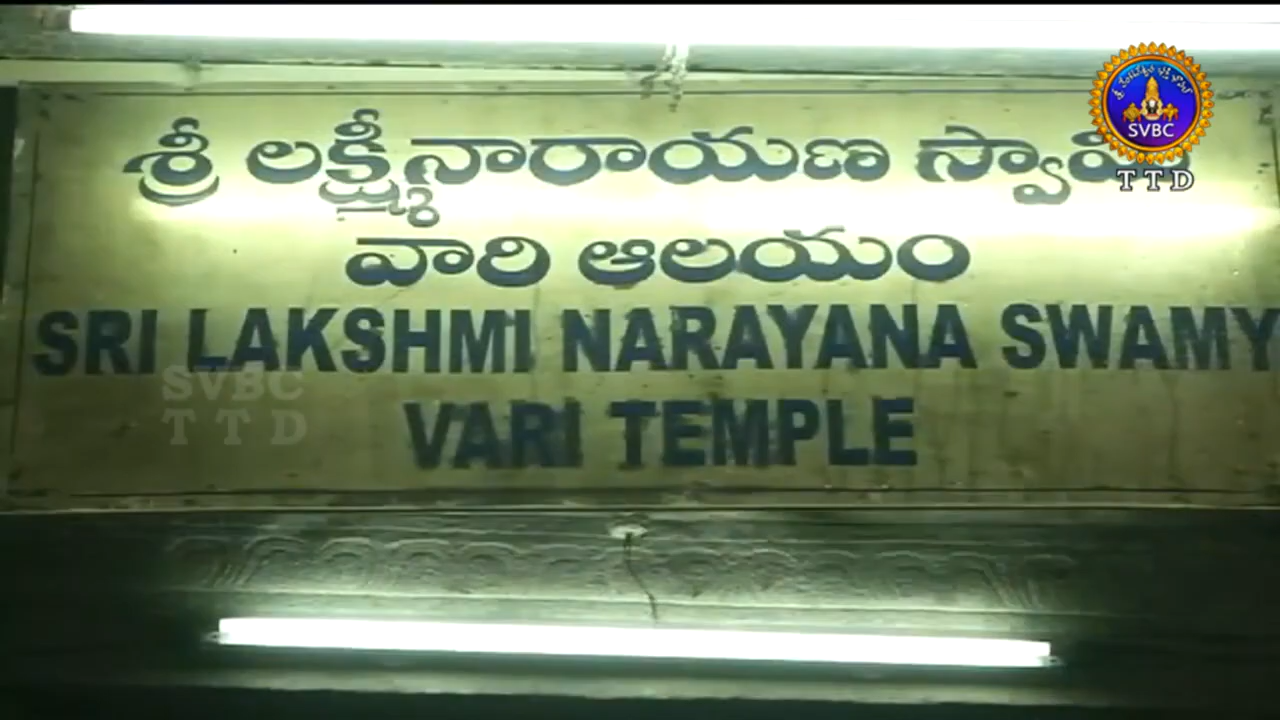 శ్రీ లక్ష్మీనారాయణ స్వామి
వారి ఆలయం
SRI LAKSHMI NARAYANA SWAMY
VARI TEMPLE
SVBC
TTD
SVBC
TTD